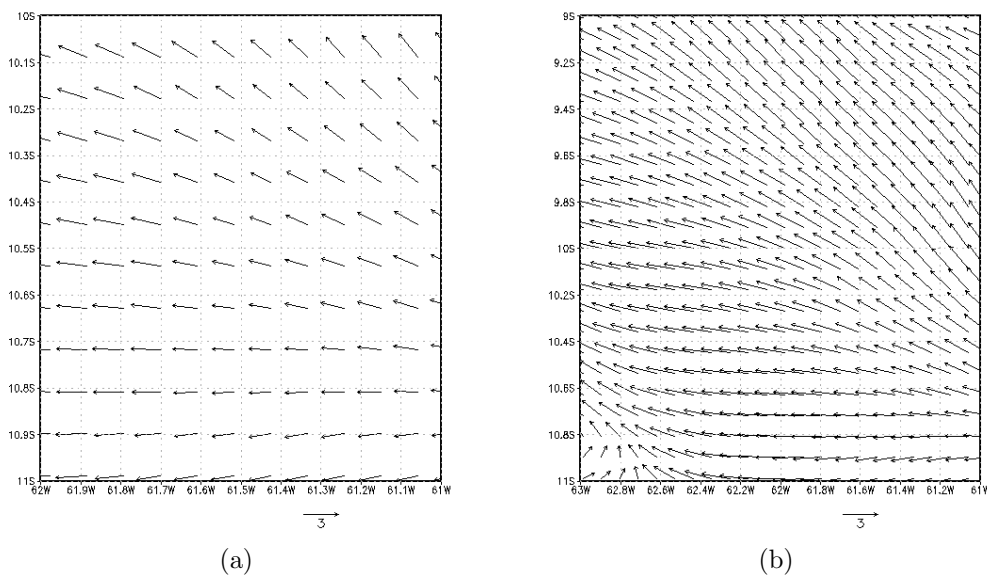 10S
10.1S
10.2S
10.3S
10.4S
10.5S
10.6S
10.7S
10.8S
10.9S
11S
62W 61.9W 61.8W 61.7W 61.6W 61.5W 61.4W 61.3W 61.2W 61.1W 61W
3
(a)
9S
9.2S
9.4S
9.6S
9.8S
10S
10.2S
10.4S
10.6S
10.8S
11S
63W 62.8W 62.6W 62.4W 62.2W 62W 61.8W 61.6W 61.4W 61.2W 61W
3
(b)